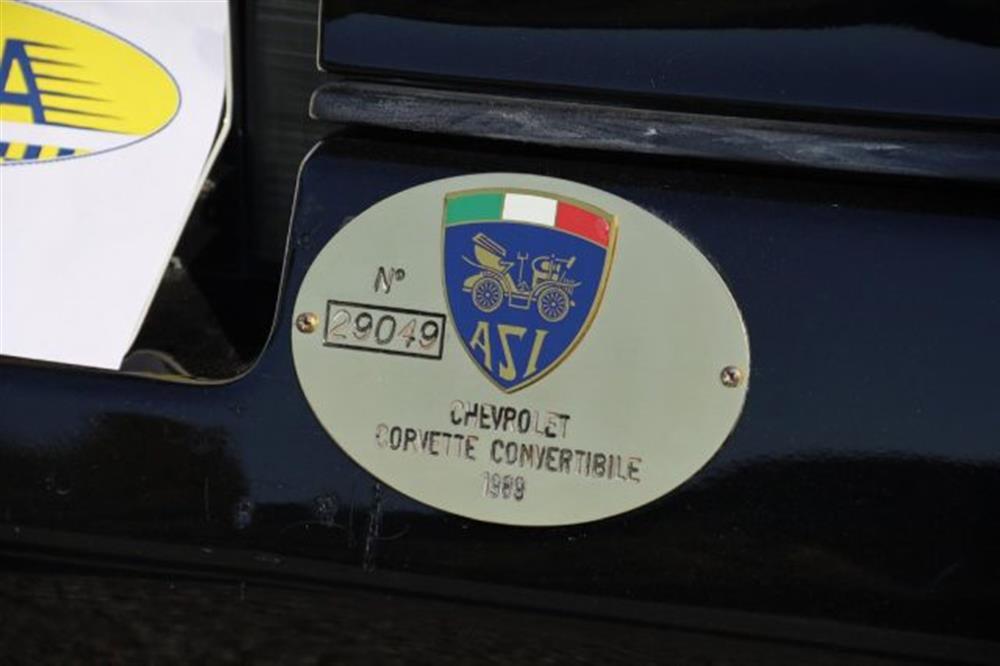 A
N°
29049
ASI
CHEVROLET
CORVETTE CONVERTIBILE
1989